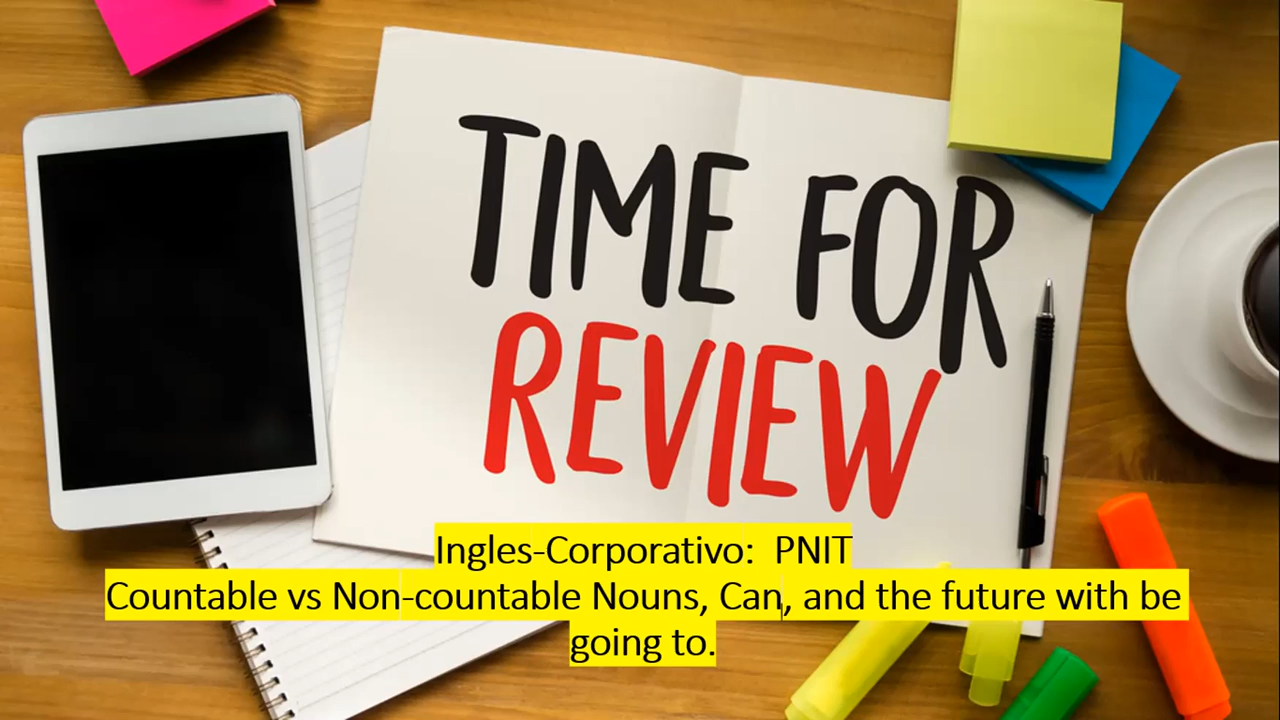 TIME FOR
REVIEW
Ingles-Corporativo:  PNIT
Countable vs Non-countable Nouns, Can, and the future with be
going to.